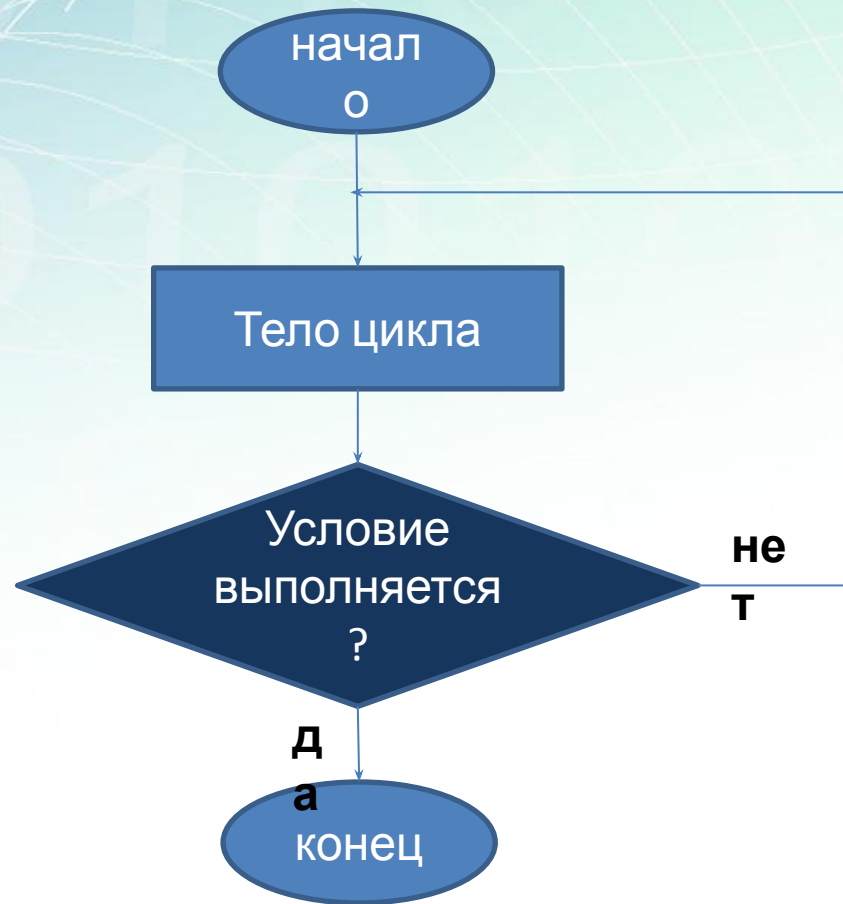 начал
о
Тело цикла
Условие
выполняется
?
не
т
д
а
конец